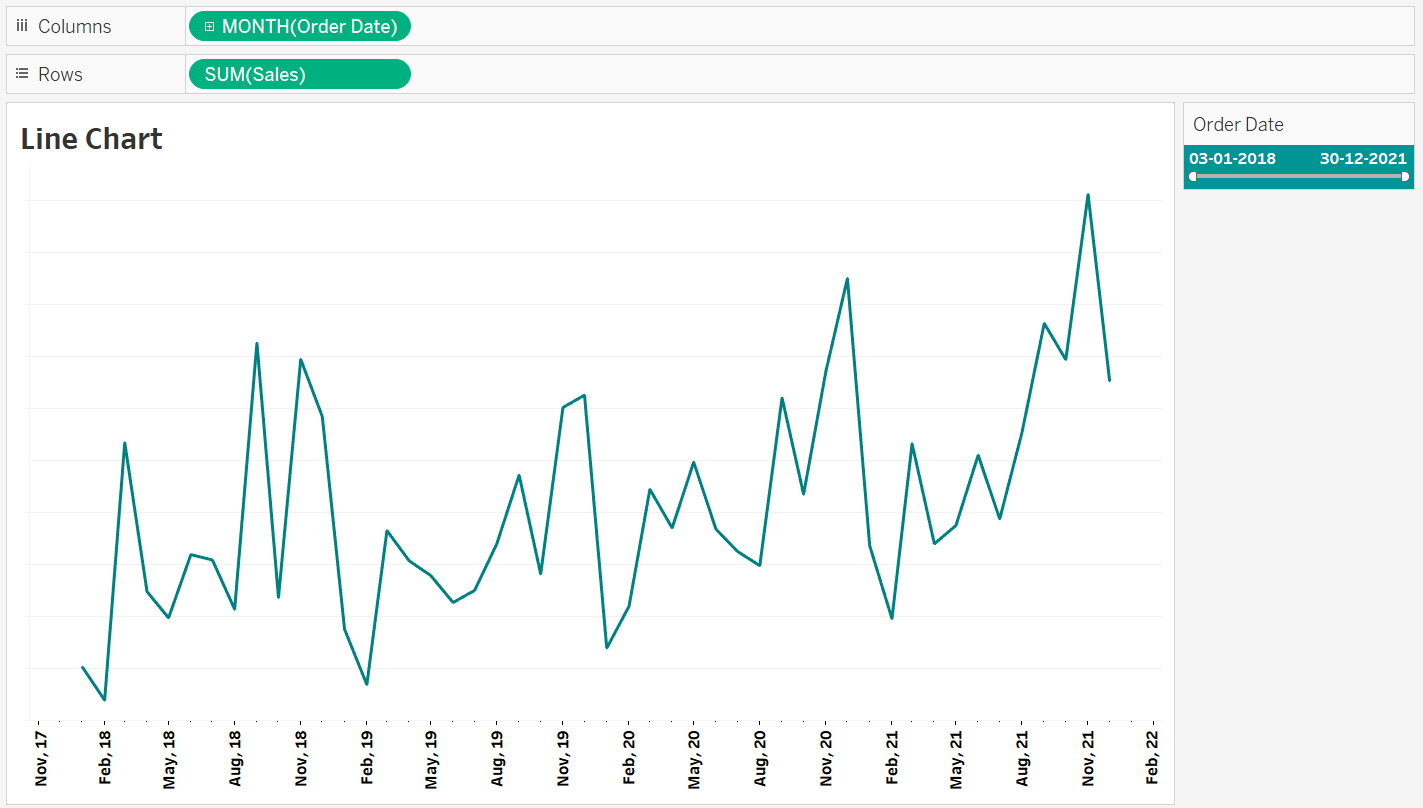 Columns
MONTH(Order Date)
Rows
SUM(Sales)
Line Chart
Order Date
03-01-2018 30-12-2021
Nov, 17
Feb, 18
May, 18
Aug, 18
Nov, 18
Feb, 19
May, 19
Aug, 19
Nov, 19
Feb, 20
May, 20
Aug, 20
Nov, 20
Feb, 21
May, 21
Aug, 21
Nov, 21
Feb, 22